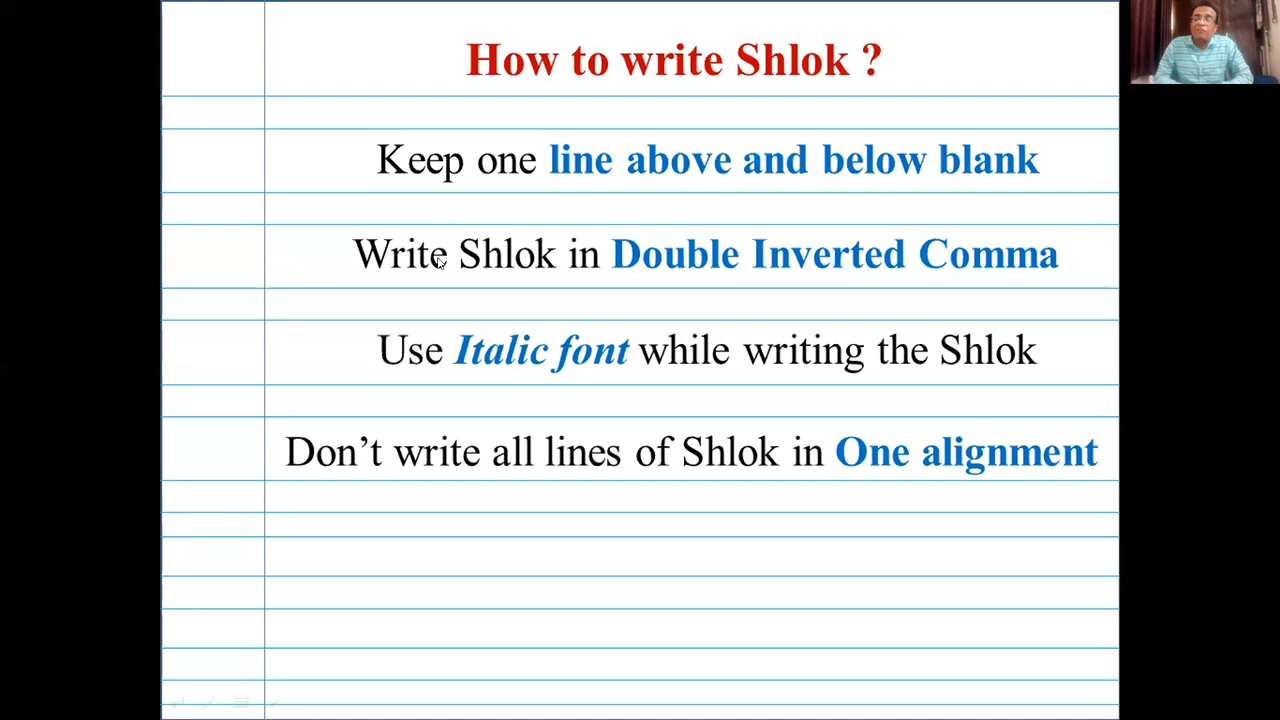 How to write Shlok ?
Keep one line above and below blank
Write Shlok in Double Inverted Comma
Use Italic font while writing the Shlok
Don’t write all lines of Shlok in One alignment